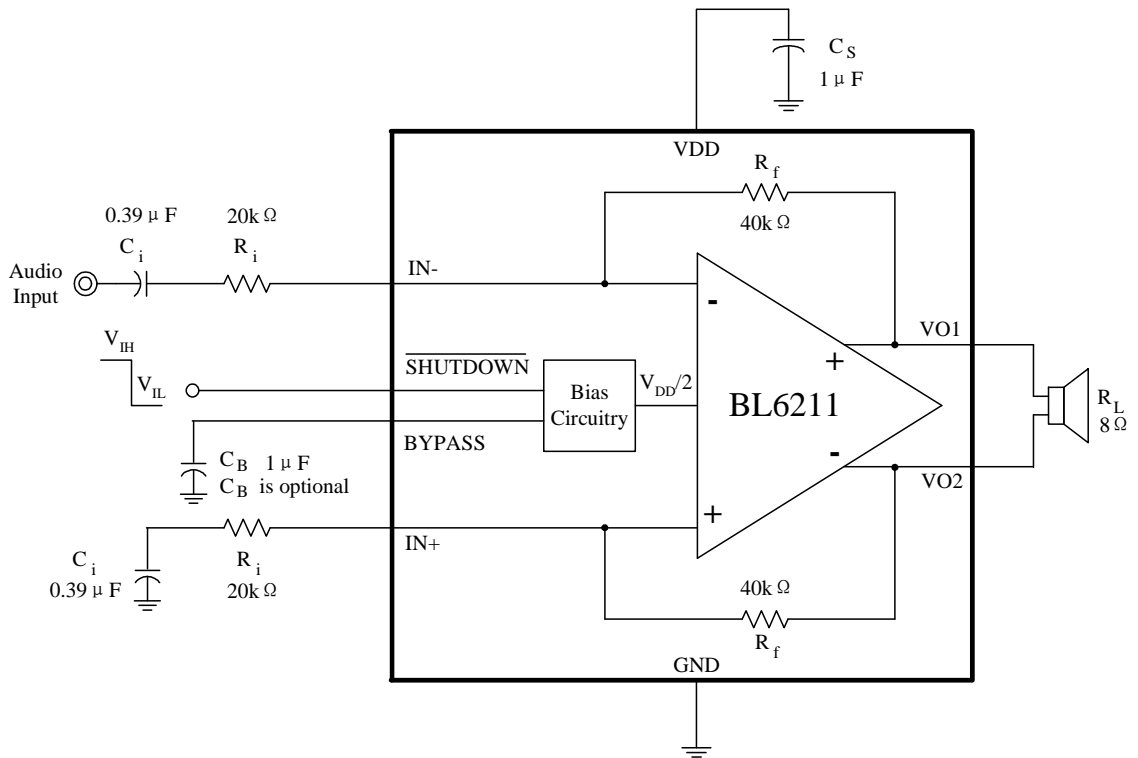 C S
1 μ F
VDD
R f
40k Ω
0.39 μ F
C i
20k Ω
R i
Audio
Input
IN-
-
V IH
V IL
SHUTDOWN
Bias
Circuitry
V DD/2
BYPASS
C B 1 μ F
C B is optional
+
BL6211
-
VO1
VO2
R L
8 Ω
+
IN+
C i
0.39 μ F
R i
20k Ω
40k Ω
R f
GND